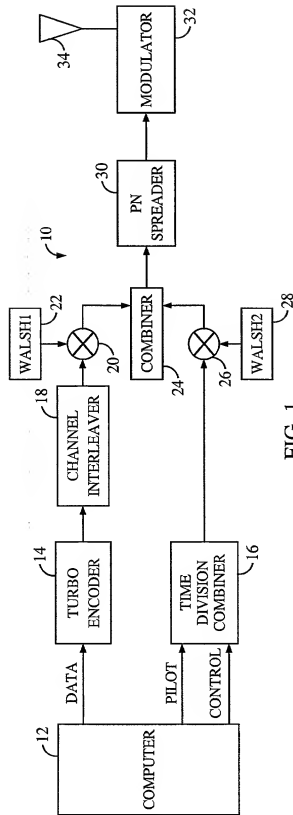 12
COMPUTER
DATA
PILOT
CONTROL
14
TURBO
ENCODER
16
TIME
DIVISION
COMBINER
18
CHANNEL
INTERLEAVER
WALSH1
22
20
10
COMBINER
24
26
WALSH2
28
30
PN
SPREADER
34
32
MODULATOR
FIG. 1